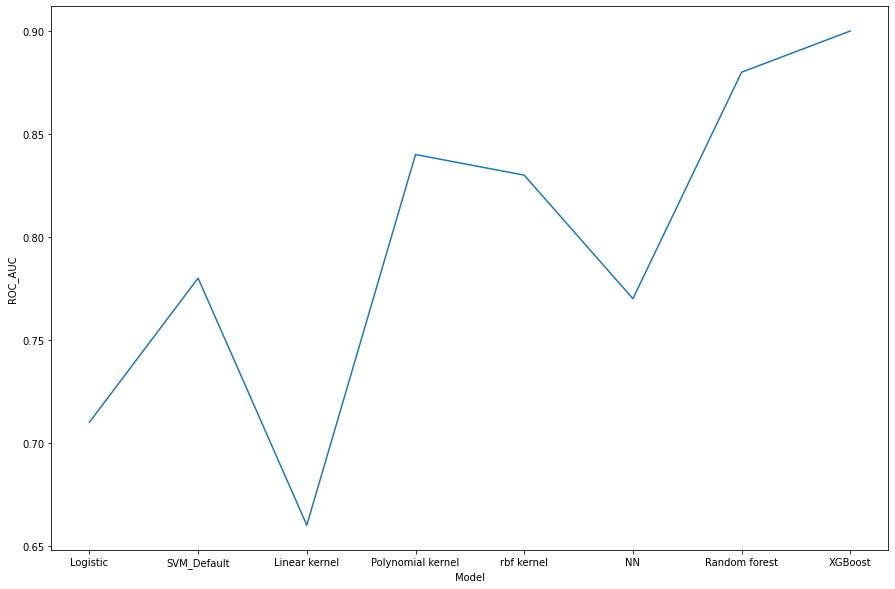 0.90
0.85
0.80
0.75
0.70
0.65
ROC_AUC
Logistic SVM_Default Linear kernel Polynomial kernel rbf kernel NN Random forest XGBoost
Model